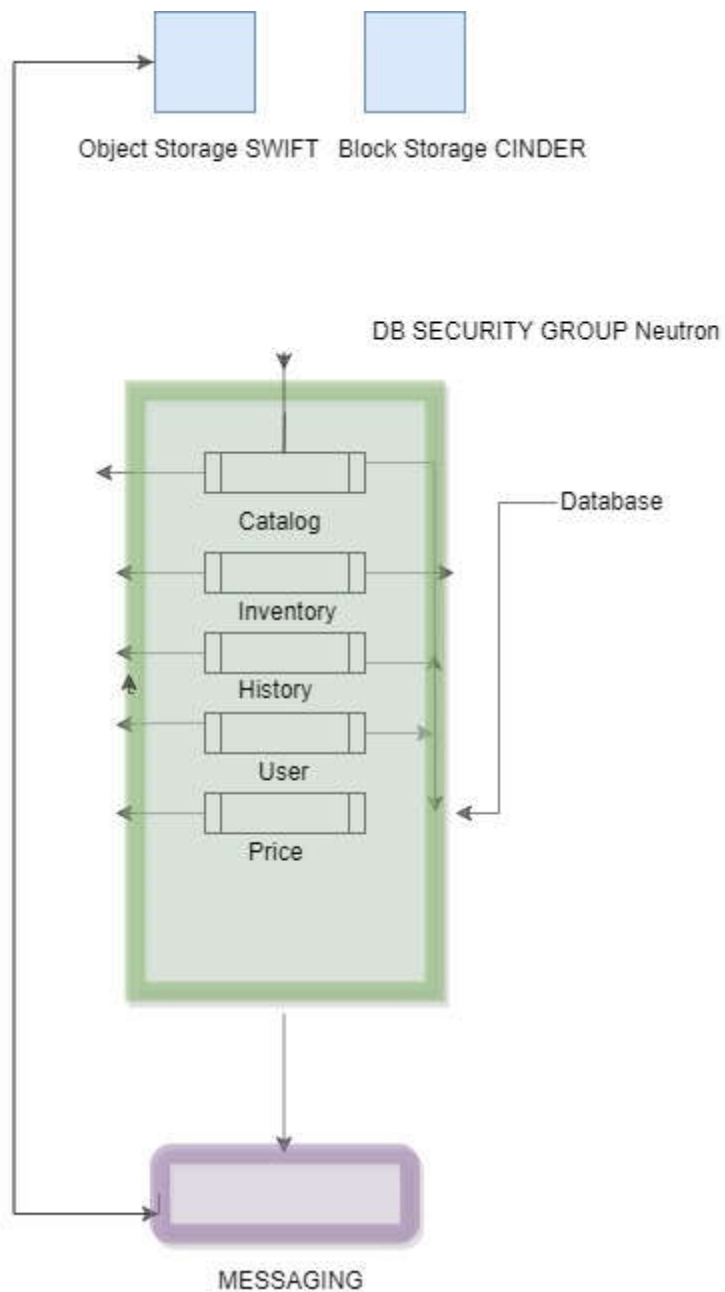 Object Storage SWIFT
Block Storage CINDER
DB SECURITY GROUP Neutron
Catalog
Database
Inventory
History
User
Price
MESSAGING